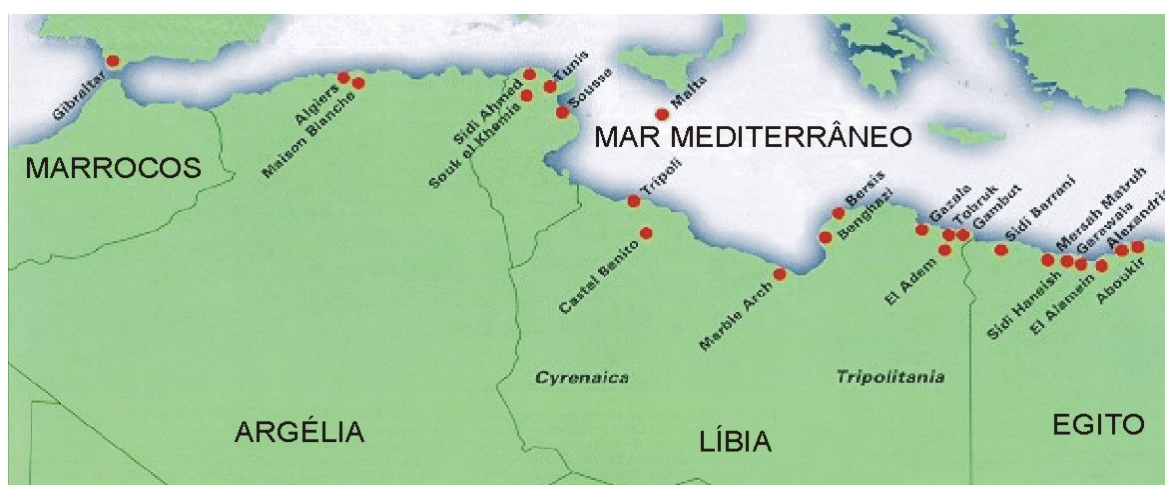 Gibraltar
Algiers
Maison Blanche
Sidi Ahmed
Souk el Khemis
Tunis
Sousse
Malta
MAR MEDITERRÂNEO
MARROCOS
Tripoli
Castel Benito
Bersis
Benghazi
Marble Arch
Gazala
Tobruk
Gambut
El Adem
Sidi Barrani
Mersah Matruh
Garawala
Alexandria
Sidi Haneish
El Alamein
Aboukir
Cyrenaica
Tripolitania
ARGÉLIA
LÍBIA
EGITO